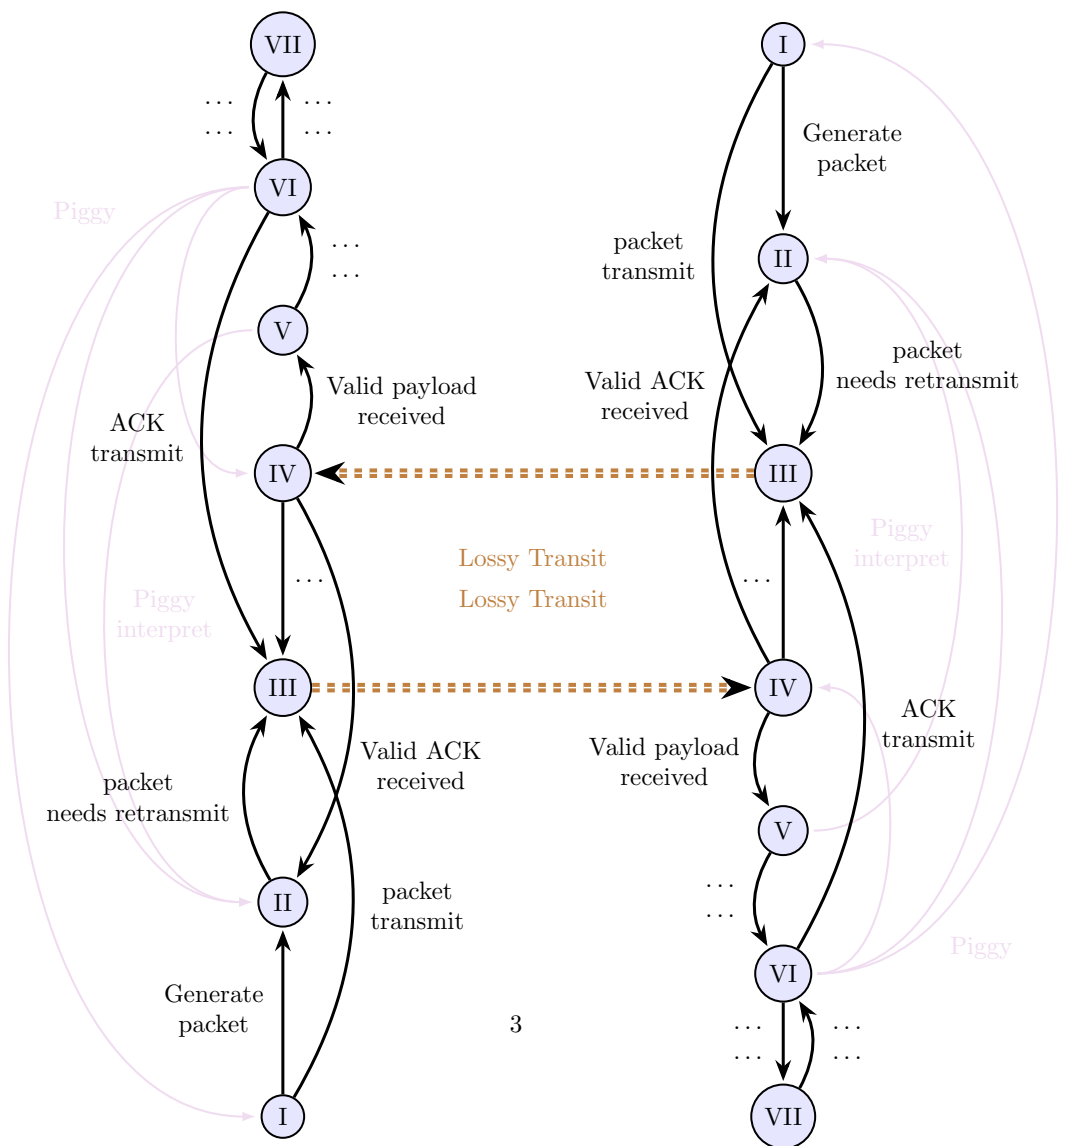 VII
...
...
...
...
VI
Piggy
...
...
V
Valid payload
received
ACK
transmit
IV
...
Piggy
interpret
III
Valid ACK
received
packet
needs retransmit
II
packet
transmit
Generate
packet
I
Lossy Transit
Lossy Transit
3
I
Generate
packet
packet
transmit
II
packet
needs retransmit
Valid ACK
received
III
Piggy
interpret
...
IV
ACK
transmit
Valid payload
received
V
...
...
Piggy
VI
...
...
...
...
VII